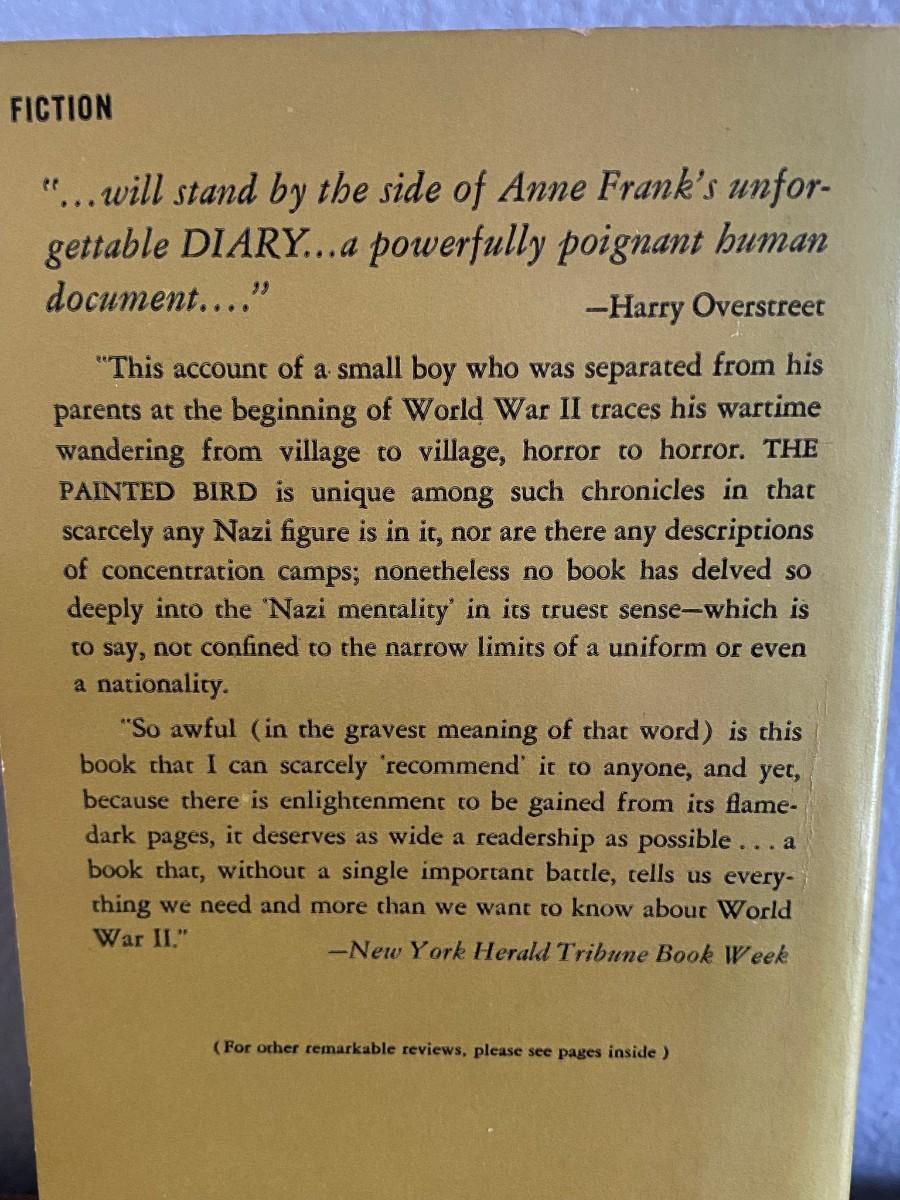 FICTION
"...will stand by the side of Anne Frank's unfor-
gettable DIARY...a powerfully poignant human
document...."
—Harry Overstreet
"This account of a small boy who was separated from his
parents at the beginning of World War II traces his wartime
wandering from village to village, horror to horror. THE
PAINTED BIRD is unique among such chronicles in that
scarcely any Nazi figure is in it, nor are there any descriptions
of concentration camps; nonetheless no book has delved so
deeply into the 'Nazi mentality' in its truest sense—which is
to say, not confined to the narrow limits of a uniform or even
a nationality.
"So awful (in the gravest meaning of that word) is this
book that I can scarcely 'recommend' it to anyone, and yet,
because there is enlightenment to be gained from its flame-
dark pages, it deserves as wide a readership as possible ... a
book that, without a single important battle, tells us every-
thing we need and more than we want to know about World
War II."
—New York Herald Tribune Book Week
(For other remarkable reviews, please see pages inside)